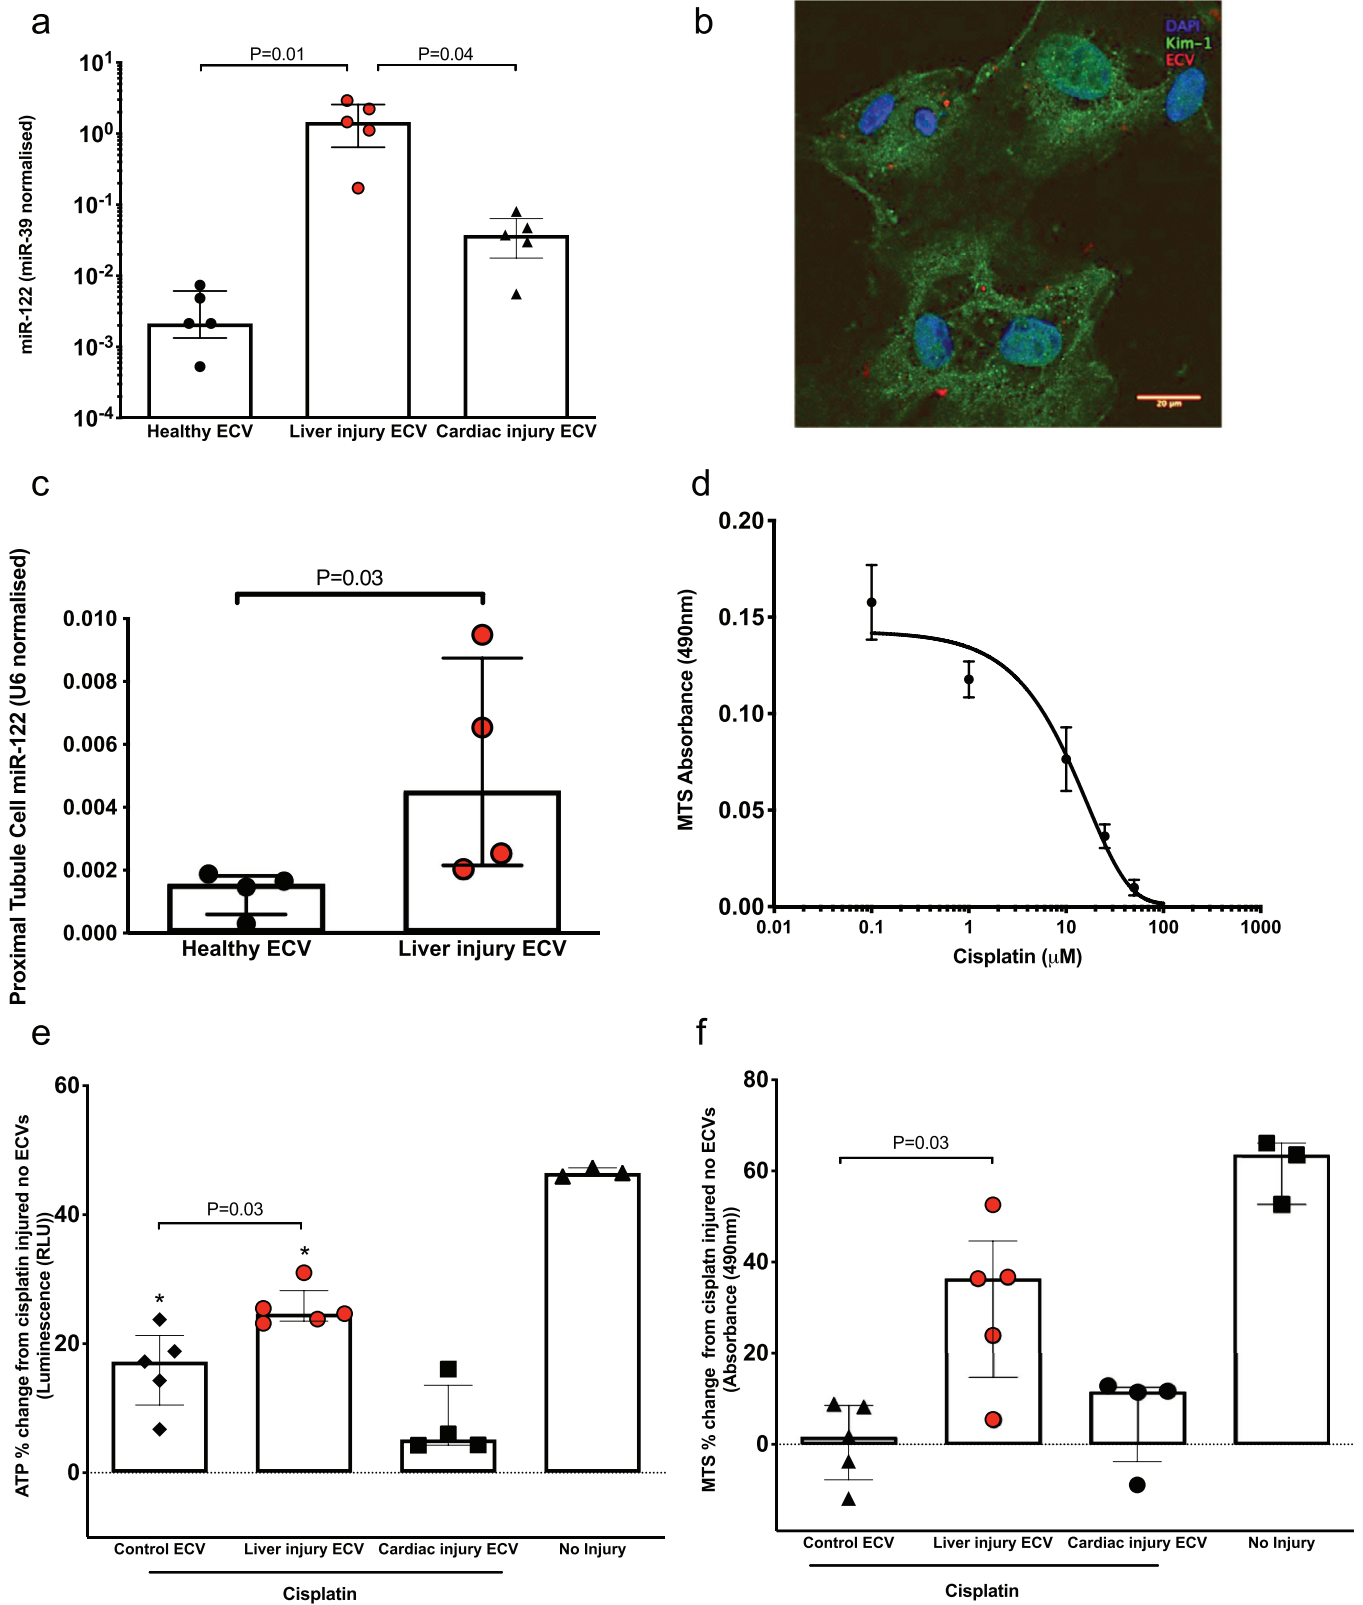 a
P=0.01
P=0.04
miR-122 (miR-39 normalised)
10¹
10⁰
10⁻¹
10⁻²
10⁻³
10⁻⁴
Healthy ECV
Liver injury ECV
Cardiac injury ECV
b
DAPI
Kim-1
ECV
20 μm
c
P=0.03
Proximal Tubule Cell miR-122 (U6 normalised)
0.010
0.008
0.006
0.004
0.002
0.000
Healthy ECV
Liver injury ECV
d
MTS Absorbance (490nm)
0.20
0.15
0.10
0.05
0.00
0.01
0.1
1
10
100
1000
Cisplatin (μM)
e
ATP % change from cisplatin injured no ECVs
(Luminescence (RLU))
60
40
20
0
P=0.03
*
*
Control ECV
Liver injury ECV
Cardiac injury ECV
No Injury
Cisplatin
f
MTS % change from cisplatn injured no ECVs
(Absorbance (490nm))
80
60
40
20
0
P=0.03
Control ECV
Liver injury ECV
Cardiac injury ECV
No Injury
Cisplatin